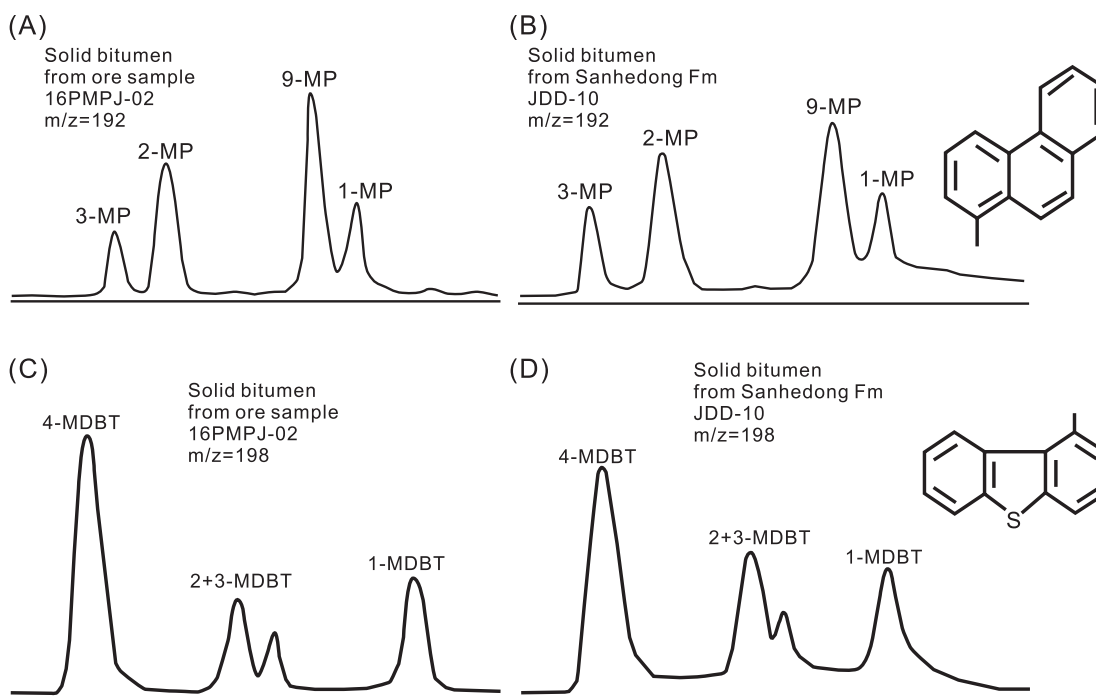 (A)
Solid bitumen
from ore sample
16PMPJ-02
m/z=192
3-MP
2-MP
9-MP
1-MP
(B)
Solid bitumen
from Sanhedong Fm
JDD-10
m/z=192
3-MP
2-MP
9-MP
1-MP
(C)
Solid bitumen
from ore sample
16PMPJ-02
m/z=198
4-MDBT
2+3-MDBT
1-MDBT
(D)
Solid bitumen
from Sanhedong Fm
JDD-10
m/z=198
4-MDBT
2+3-MDBT
1-MDBT
S